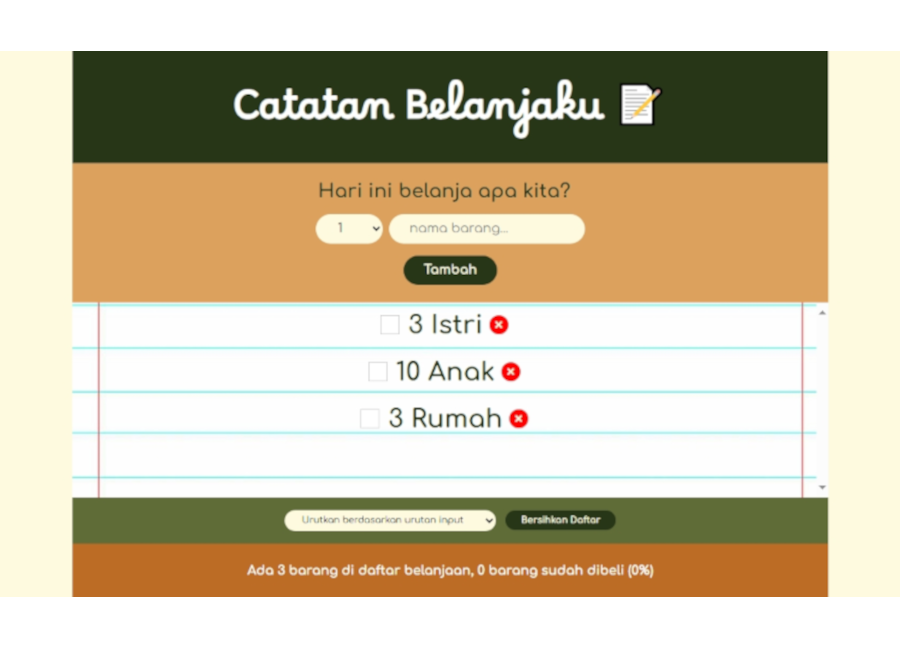 Catatan Belanjaku 📝
Hari ini belanja apa kita?
1 nama barang...
Tambah
3 Istri
10 Anak
3 Rumah
Urutkan berdasarkan urutan input Bersihkan Daftar
Ada 3 barang di daftar belanjaan, 0 barang sudah dibeli (0%)